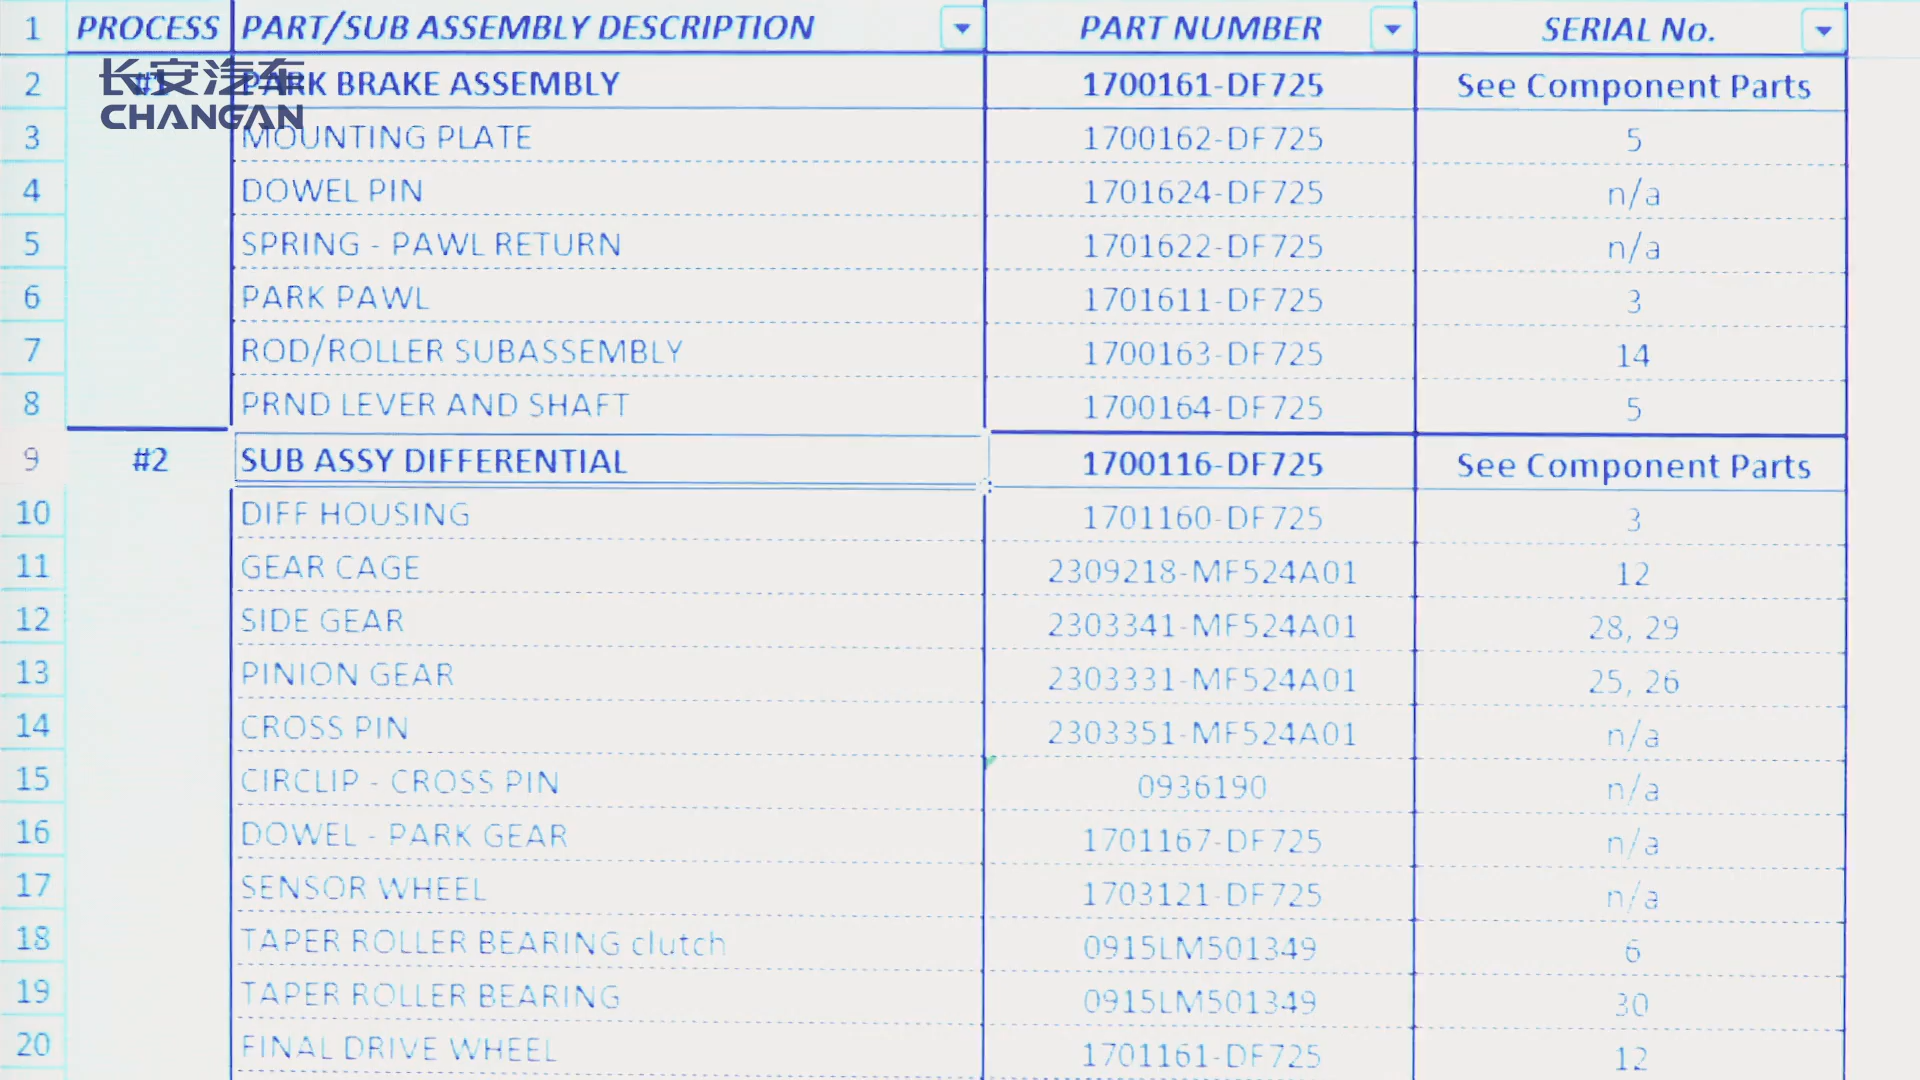 1 PROCESS PART/SUB ASSEMBLY DESCRIPTION PART NUMBER SERIAL No.
长安汽车
CHANGAN
2 #1 PARK BRAKE ASSEMBLY 1700161-DF725 See Component Parts
3 MOUNTING PLATE 1700162-DF725 5
4 DOWEL PIN 1701624-DF725 n/a
5 SPRING - PAWL RETURN 1701622-DF725 n/a
6 PARK PAWL 1701611-DF725 3
7 ROD/ROLLER SUBASSEMBLY 1700163-DF725 14
8 PRND LEVER AND SHAFT 1700164-DF725 5
9 #2 SUB ASSY DIFFERENTIAL 1700116-DF725 See Component Parts
10 DIFF HOUSING 1701160-DF725 3
11 GEAR CAGE 2309218-MF524A01 12
12 SIDE GEAR 2303341-MF524A01 28, 29
13 PINION GEAR 2303331-MF524A01 25, 26
14 CROSS PIN 2303351-MF524A01 n/a
15 CIRCLIP - CROSS PIN 0936190 n/a
16 DOWEL - PARK GEAR 1701167-DF725 n/a
17 SENSOR WHEEL 1703121-DF725 n/a
18 TAPER ROLLER BEARING clutch 0915LM501349 6
19 TAPER ROLLER BEARING 0915LM501349 30
20 FINAL DRIVE WHEEL 1701161-DF725 12